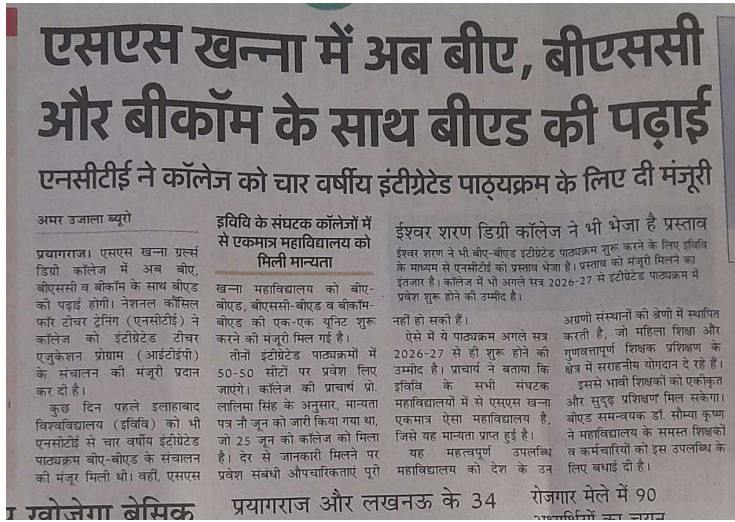 एसएस खन्ना में अब बीए, बीएससी
और बीकॉम के साथ बीएड की पढ़ाई
एनसीटीई ने कॉलेज को चार वर्षीय इंटीग्रेटेड पाठ्यक्रम के लिए दी मंजूरी
अमर उजाला ब्यूरो
प्रयागराज। एसएस खन्ना गर्ल्स
डिग्री कॉलेज में अब बीए,
बीएससी व बीकॉम के साथ बीएड
की पढ़ाई होगी। नेशनल कौंसिल
फॉर टीचर ट्रेनिंग (एनसीटीई) ने
कॉलेज को इंटीग्रेटेड टीचर
एजुकेशन प्रोग्राम (आईटीईपी)
के संचालन की मंजूरी प्रदान
कर दी है।
कुछ दिन पहले इलाहाबाद
विश्वविद्यालय (इविवि) को भी
एनसीटीई से चार वर्षीय इंटीग्रेटेड
पाठ्यक्रम बीए-बीएड के संचालन
की मंजूर मिली थी। वहीं, एसएस
इविवि के संघटक कॉलेजों में
से एकमात्र महाविद्यालय को
मिली मान्यता
खन्ना महाविद्यालय को बीए-
बीएड, बीएससी-बीएड व बीकॉम-
बीएड की एक-एक यूनिट शुरू
करने की मंजूरी मिल गई है।
तीनों इंटीग्रेटेड पाठ्यक्रमों में
50-50 सीटों पर प्रवेश लिए
जाएंगे। कॉलेज की प्राचार्य प्रो.
लालिमा सिंह के अनुसार, मान्यता
पत्र नौ जून को जारी किया गया था,
जो 25 जून को कॉलेज को मिला
है। देर से जानकारी मिलने पर
प्रवेश संबंधी औपचारिकताएं पूरी
ईश्वर शरण डिग्री कॉलेज ने भी भेजा है प्रस्ताव
ईश्वर शरण ने भी बीए-बीएड इंटीग्रेटेड पाठ्यक्रम शुरू करने के लिए इविवि
के माध्यम से एनसीटीई को प्रस्ताव भेजा है। प्रस्ताव को मंजूरी मिलने का
इंतजार है। कॉलेज में भी अगले सत्र 2026-27 से इंटीग्रेटेड पाठ्यक्रम में
प्रवेश शुरू होने की उम्मीद है।
नहीं हो सकी हैं।
ऐसे में ये पाठ्यक्रम अगले सत्र
2026-27 से ही शुरू होने की
उम्मीद है। प्राचार्य ने बताया कि
इविवि के सभी संघटक
महाविद्यालयों में से एसएस खन्ना
एकमात्र ऐसा महाविद्यालय है,
जिसे यह मान्यता प्राप्त हुई है।
यह महत्वपूर्ण उपलब्धि
महाविद्यालय को देश के उन
अग्रणी संस्थानों की श्रेणी में स्थापित
करती है, जो महिला शिक्षा और
गुणवत्तापूर्ण शिक्षक प्रशिक्षण के
क्षेत्र में सराहनीय योगदान दे रहे हैं।
इससे भावी शिक्षकों को एकीकृत
और सुदृढ़ प्रशिक्षण मिल सकेगा।
बीएड समन्वयक डॉ. सौम्या कृष्ण
ने महाविद्यालय के समस्त शिक्षकों
व कर्मचारियों को इस उपलब्धि के
लिए बधाई दी है।
खोजेगा बेसिक
प्रयागराज और लखनऊ के 34
रोजगार मेले में 90